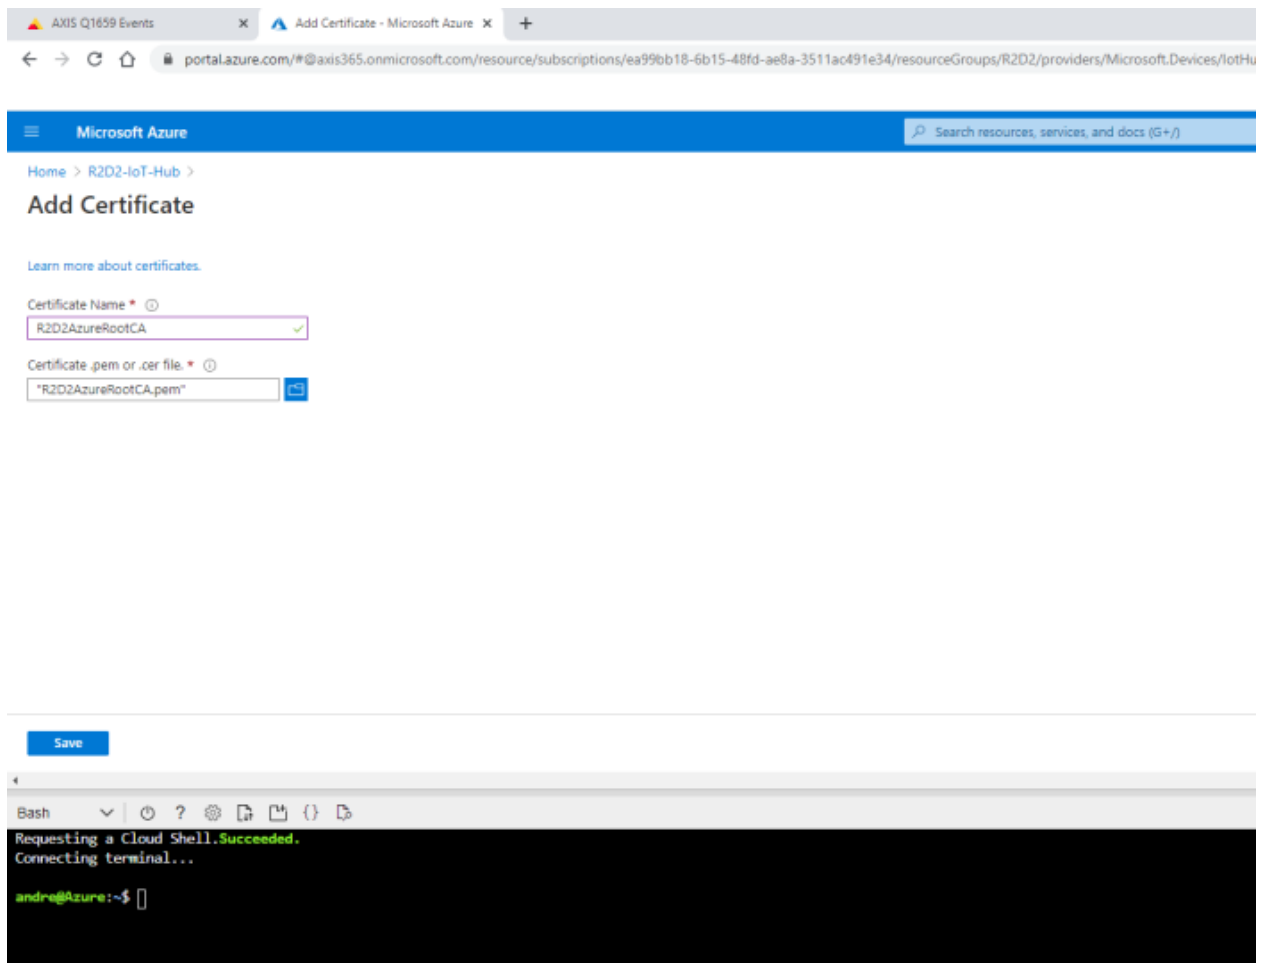 AXIS Q1659 Events
Add Certificate - Microsoft Azure
portal.azure.com/#@axis365.onmicrosoft.com/resource/subscriptions/ea99bb18-6b15-48fd-ae8a-3511ac491e34/resourceGroups/R2D2/providers/Microsoft.Devices/IotHu
Microsoft Azure
Search resources, services, and docs (G+/)
Home > R2D2-IoT-Hub >
Add Certificate
Learn more about certificates.
Certificate Name *
R2D2AzureRootCA
Certificate .pem or .cer file. *
"R2D2AzureRootCA.pem"
Save
Bash
Requesting a Cloud Shell.Succeeded.
Connecting terminal...
andre@Azure:~$